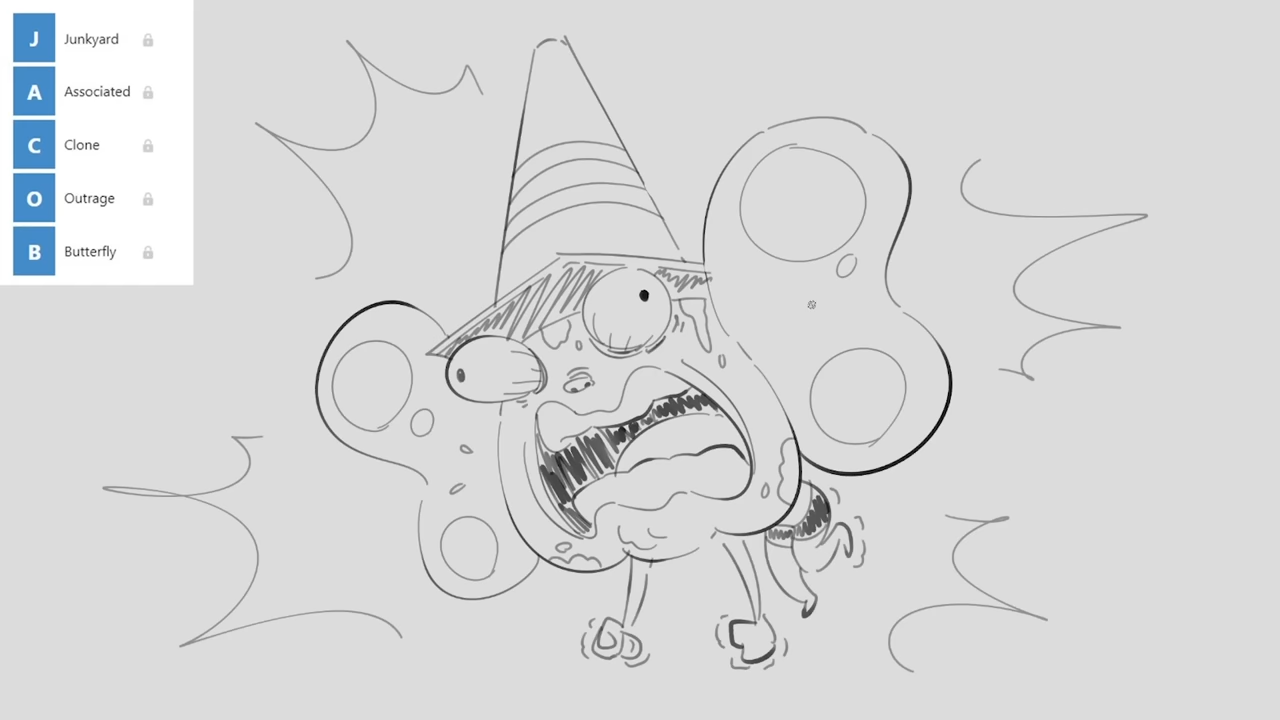 J Junkyard
A Associated
C Clone
O Outrage
B Butterfly